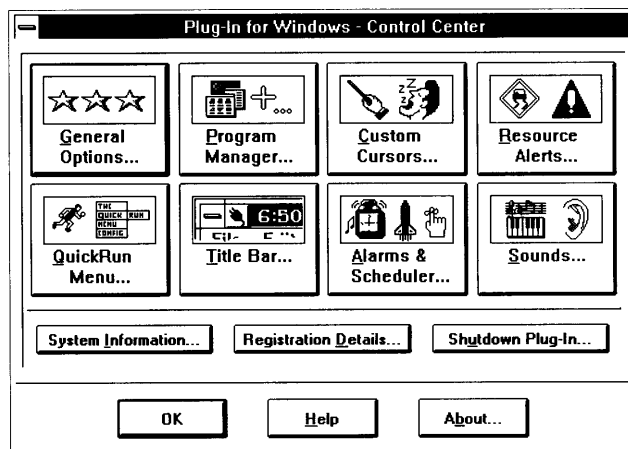 Plug-In for Windows - Control Center
General
Options...
Program
Manager...
Custom
Cursors...
Resource
Alerts...
THE
QUICK RUN
MENU
CONFIG
QuickRun
Menu...
6:50
Title Bar...
Alarms &
Scheduler...
Sounds...
System Information...
Registration Details...
Shutdown Plug-In...
OK
Help
About...